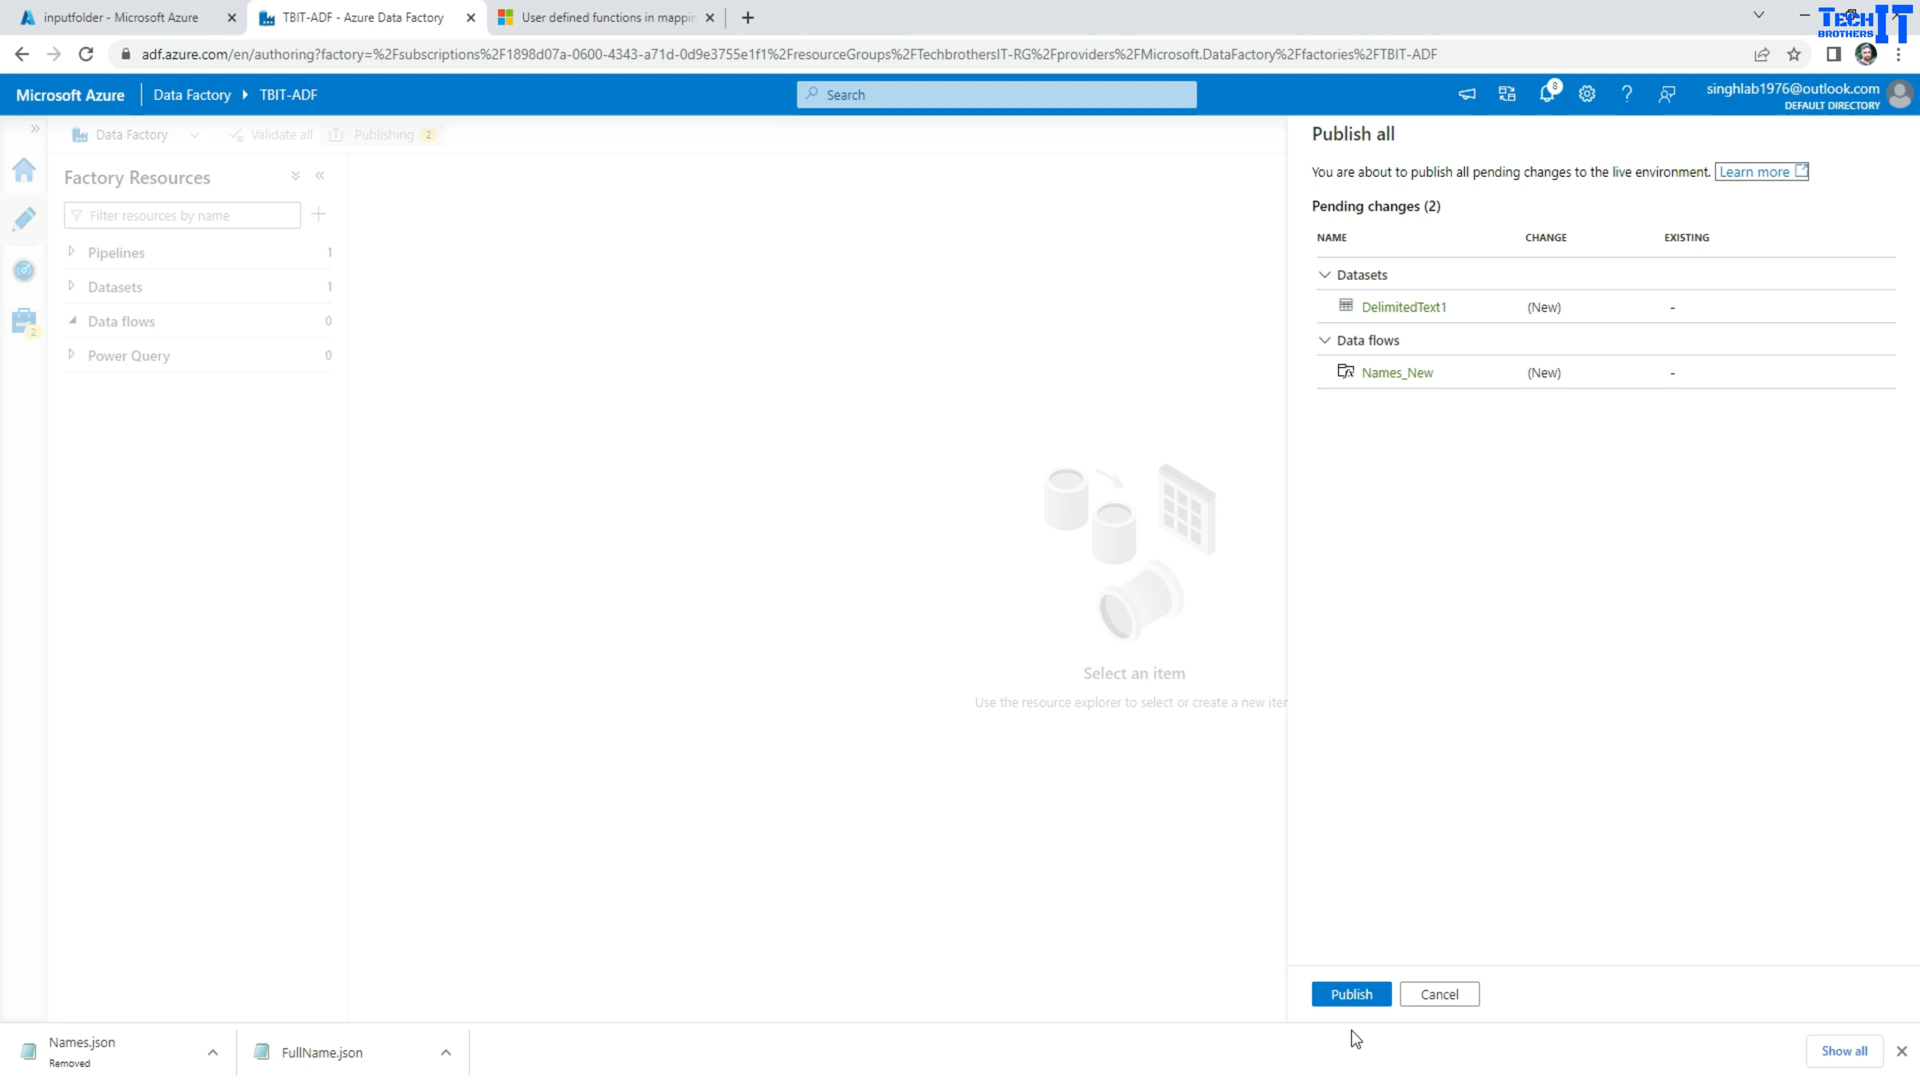 inputfolder - Microsoft Azure
TBIT-ADF - Azure Data Factory
User defined functions in mappin
TECH BROTHERS IT
adf.azure.com/en/authoring?factory=%2Fsubscriptions%2F1898d07a-0600-4343-a71d-0d9e3755e1f1%2FresourceGroups%2FTechbrothersIT-RG%2Fproviders%2FMicrosoft.DataFactory%2Ffactories%2FTBIT-ADF
Microsoft Azure
Data Factory
TBIT-ADF
Search
8
singhlab1976@outlook.com
DEFAULT DIRECTORY
Data Factory
Validate all
Publishing
2
Factory Resources
Filter resources by name
Pipelines 1
Datasets 1
Data flows 0
Power Query 0
2
Select an item
Use the resource explorer to select or create a new iter
Publish all
You are about to publish all pending changes to the live environment. Learn more
Pending changes (2)
NAME CHANGE EXISTING
Datasets
DelimitedText1 (New) -
Data flows
Names_New (New) -
Publish
Cancel
Names.json
Removed
FullName.json
Show all